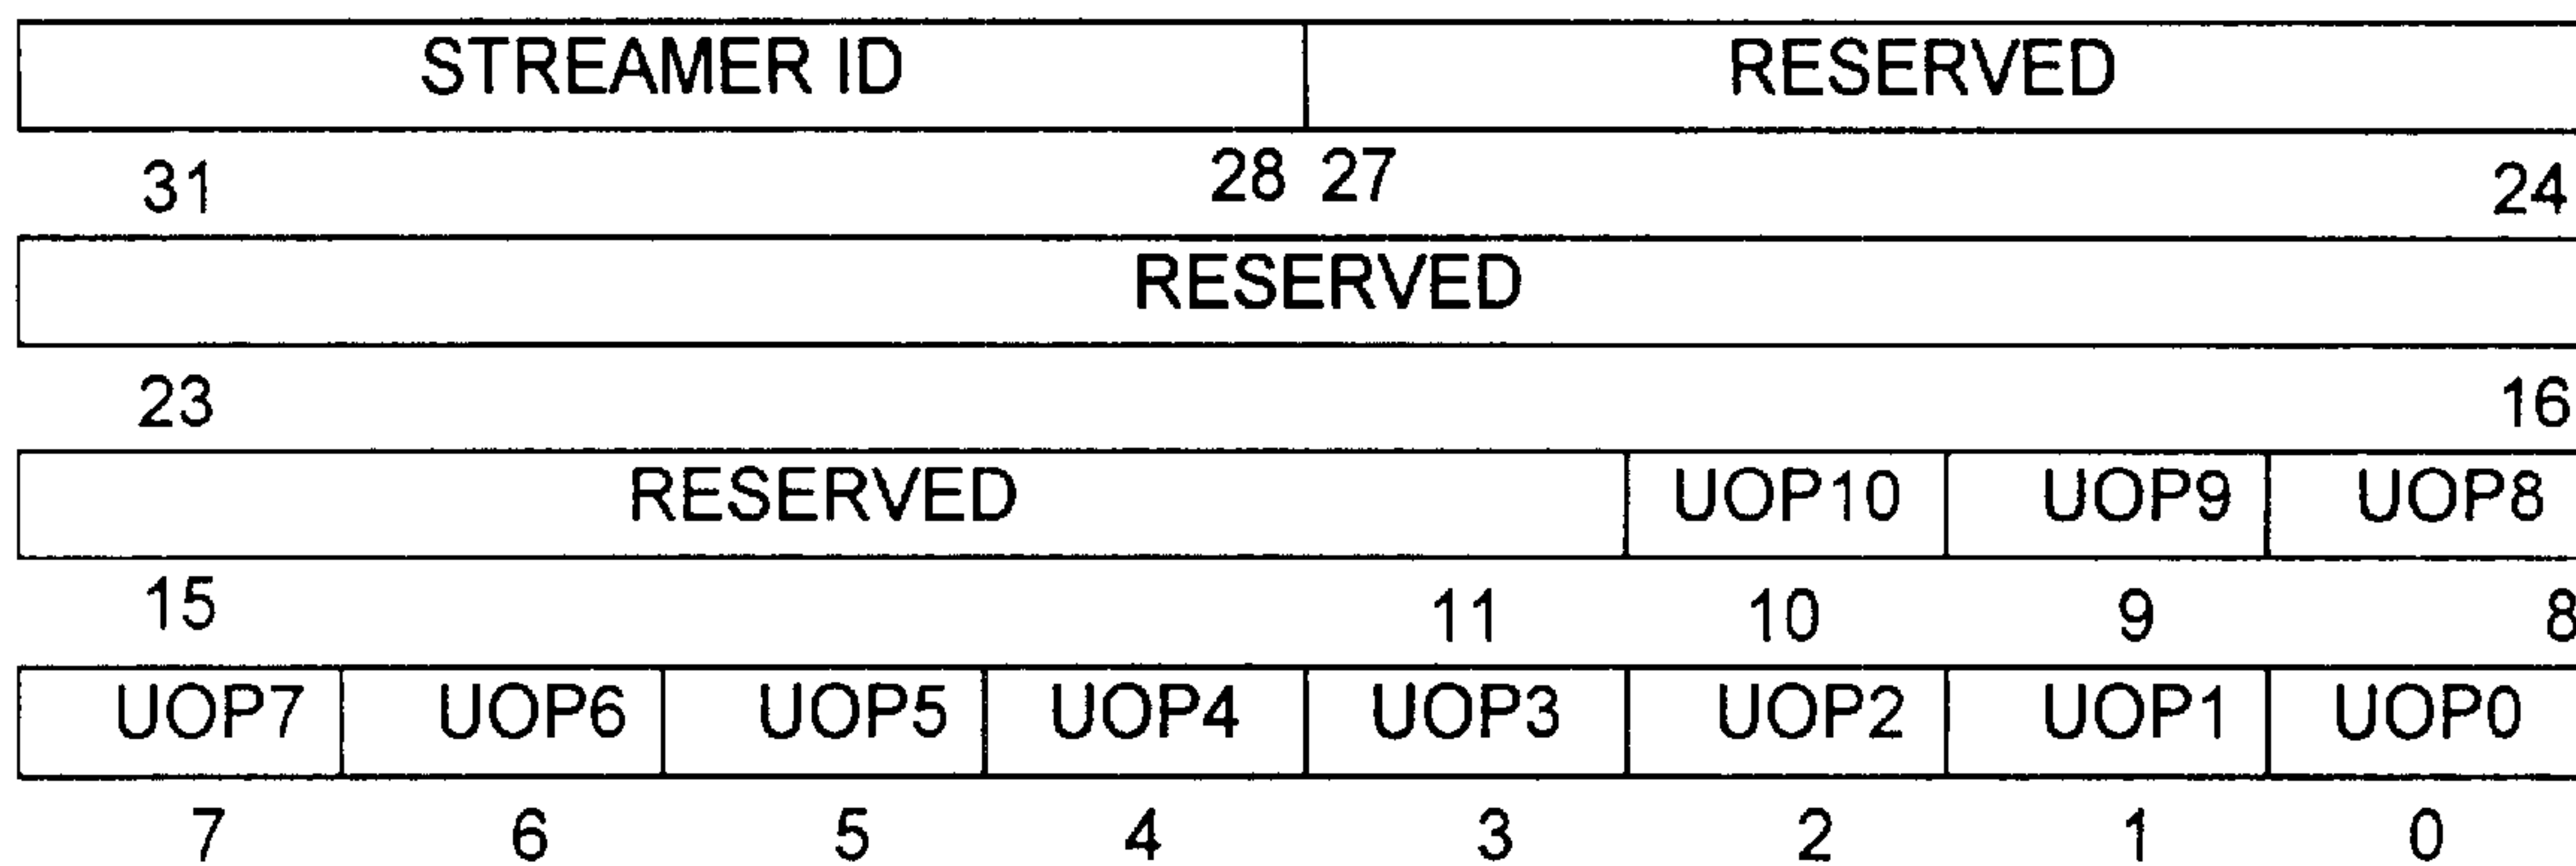 STREAMER ID RESERVED
31 28 27 24
RESERVED
23 16
RESERVED UOP10 UOP9 UOP8
15 11 10 9 8
UOP7 UOP6 UOP5 UOP4 UOP3 UOP2 UOP1 UOP0
7 6 5 4 3 2 1 0